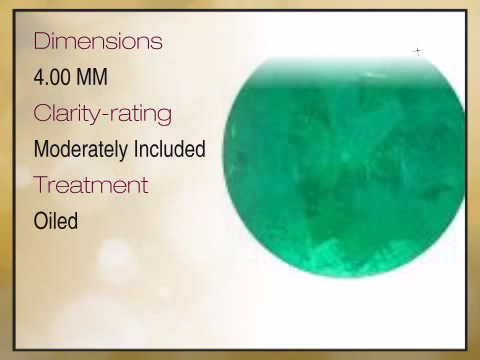 Dimensions
4.00 MM
Clarity-rating
Moderately Included
Treatment
Oiled